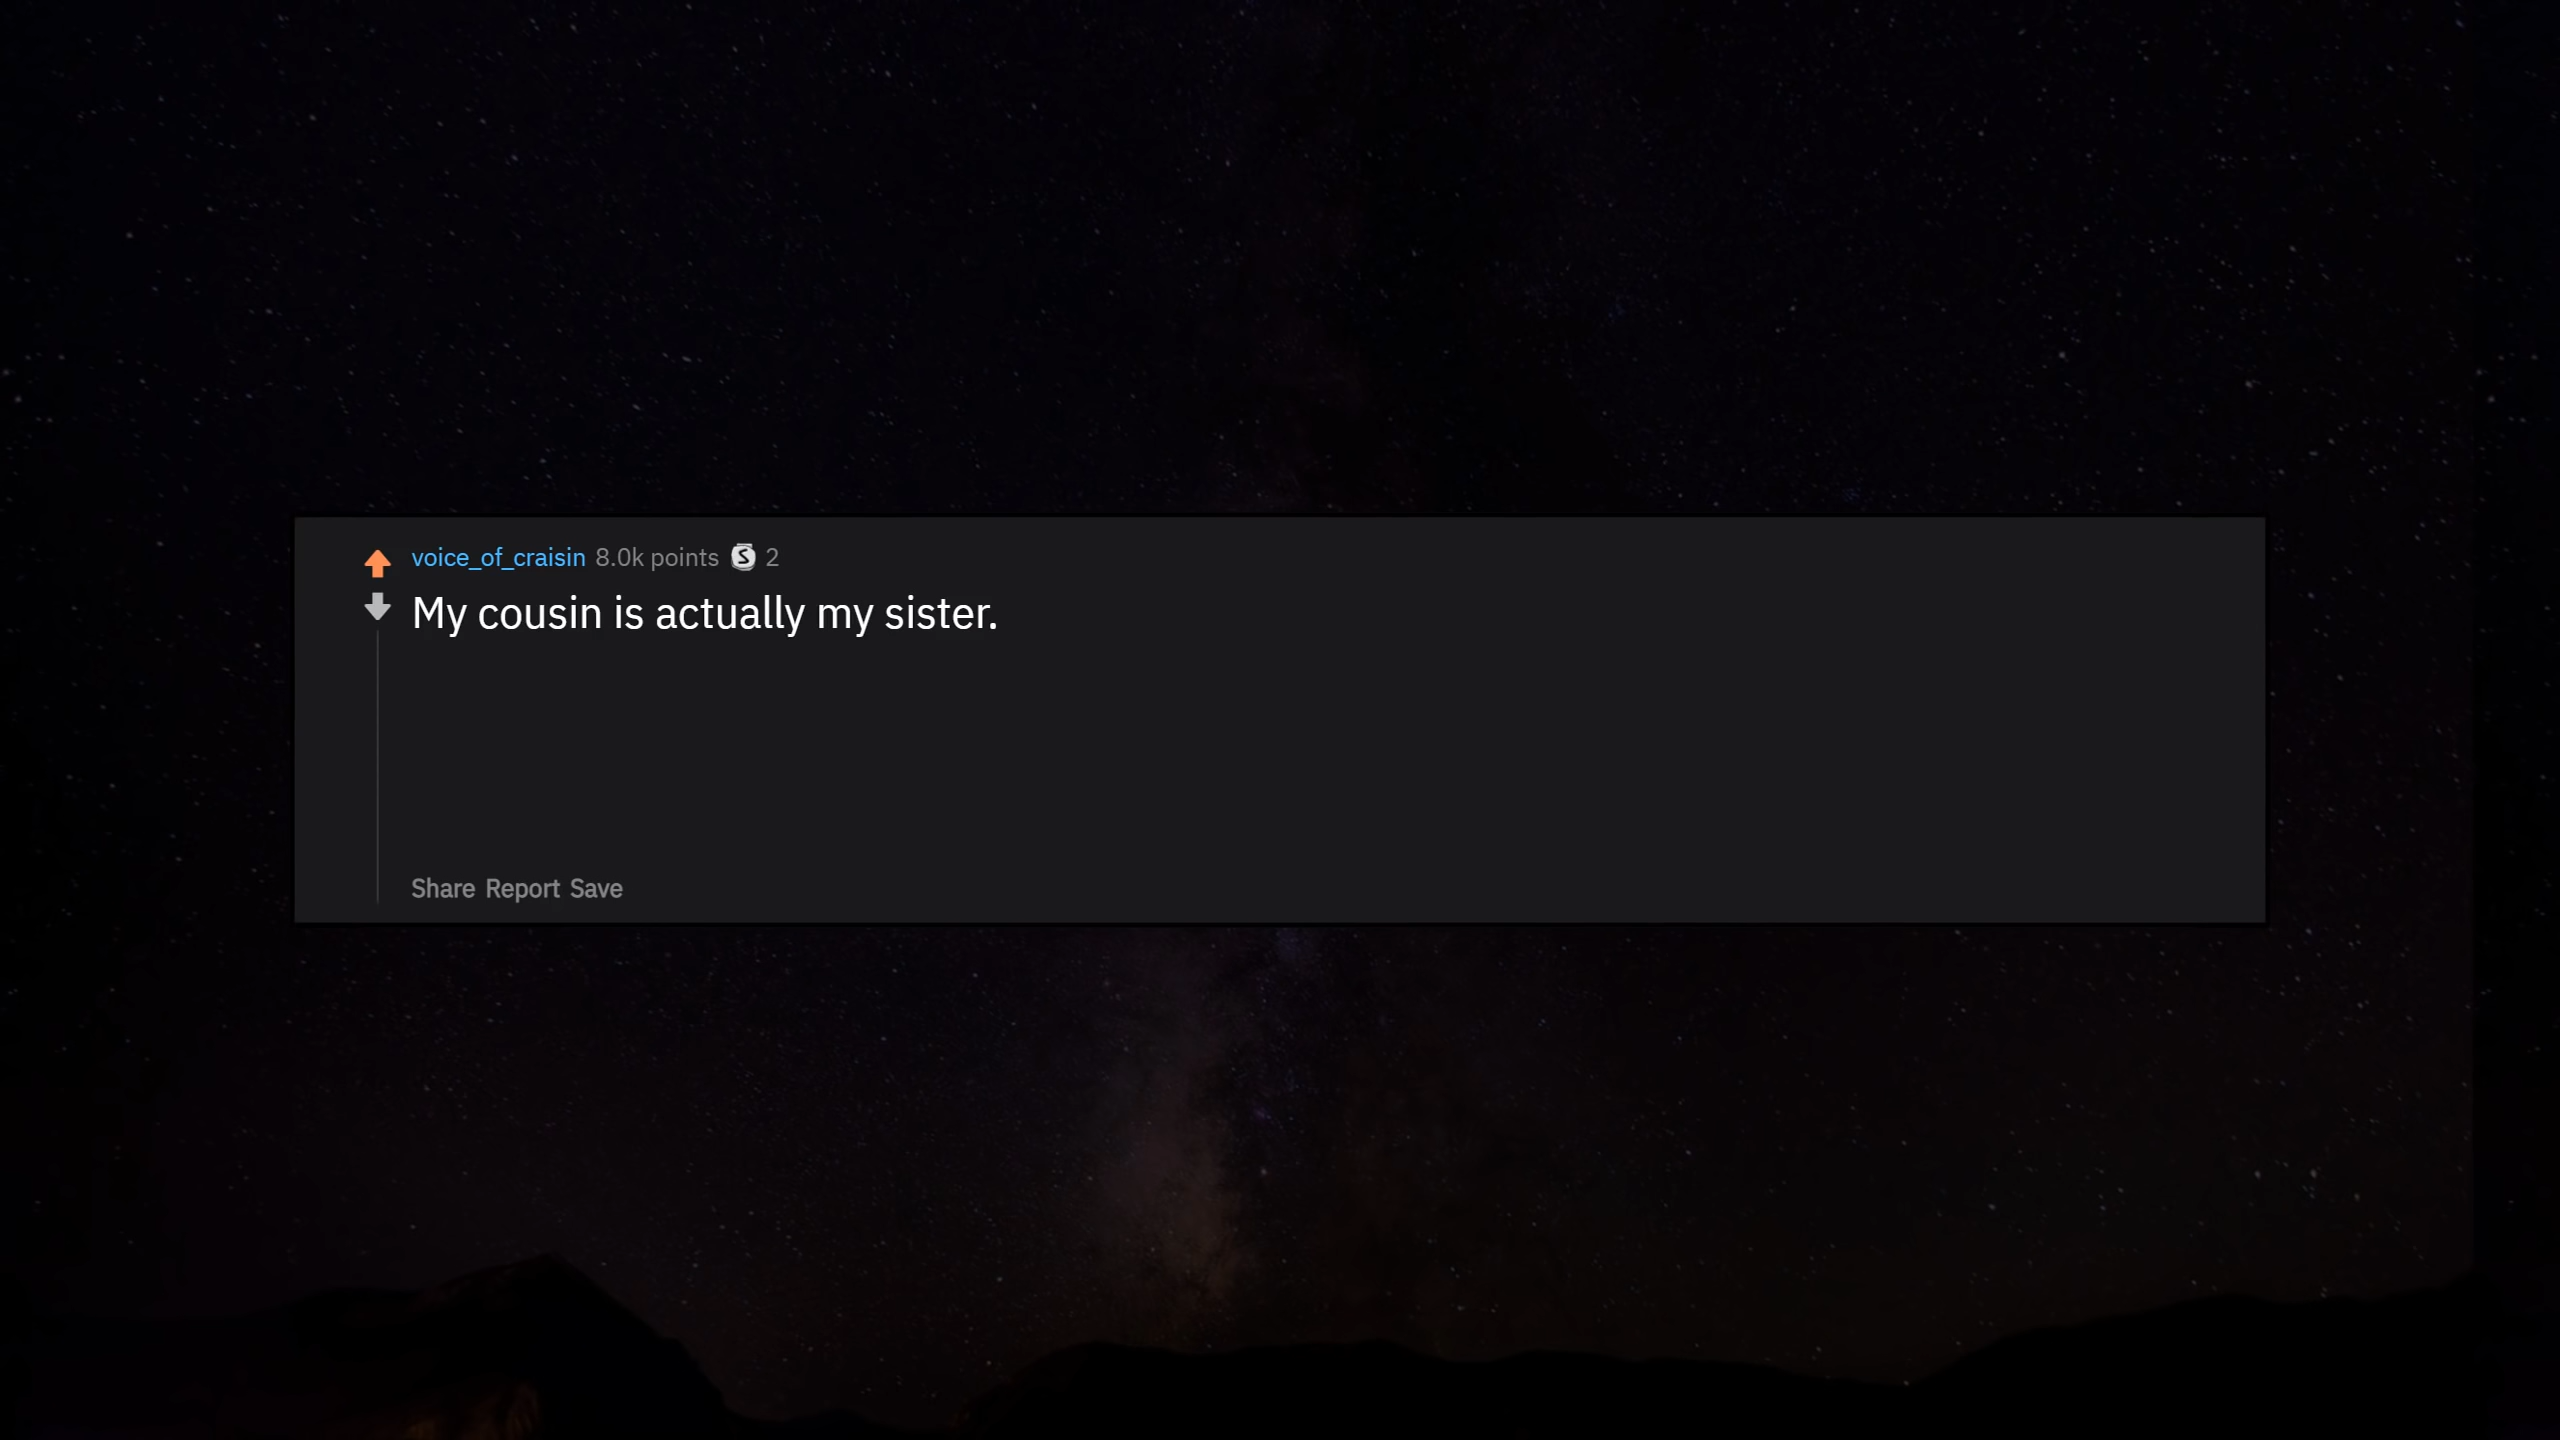 voice_of_craisin 8.0k points S 2
My cousin is actually my sister.
Share Report Save